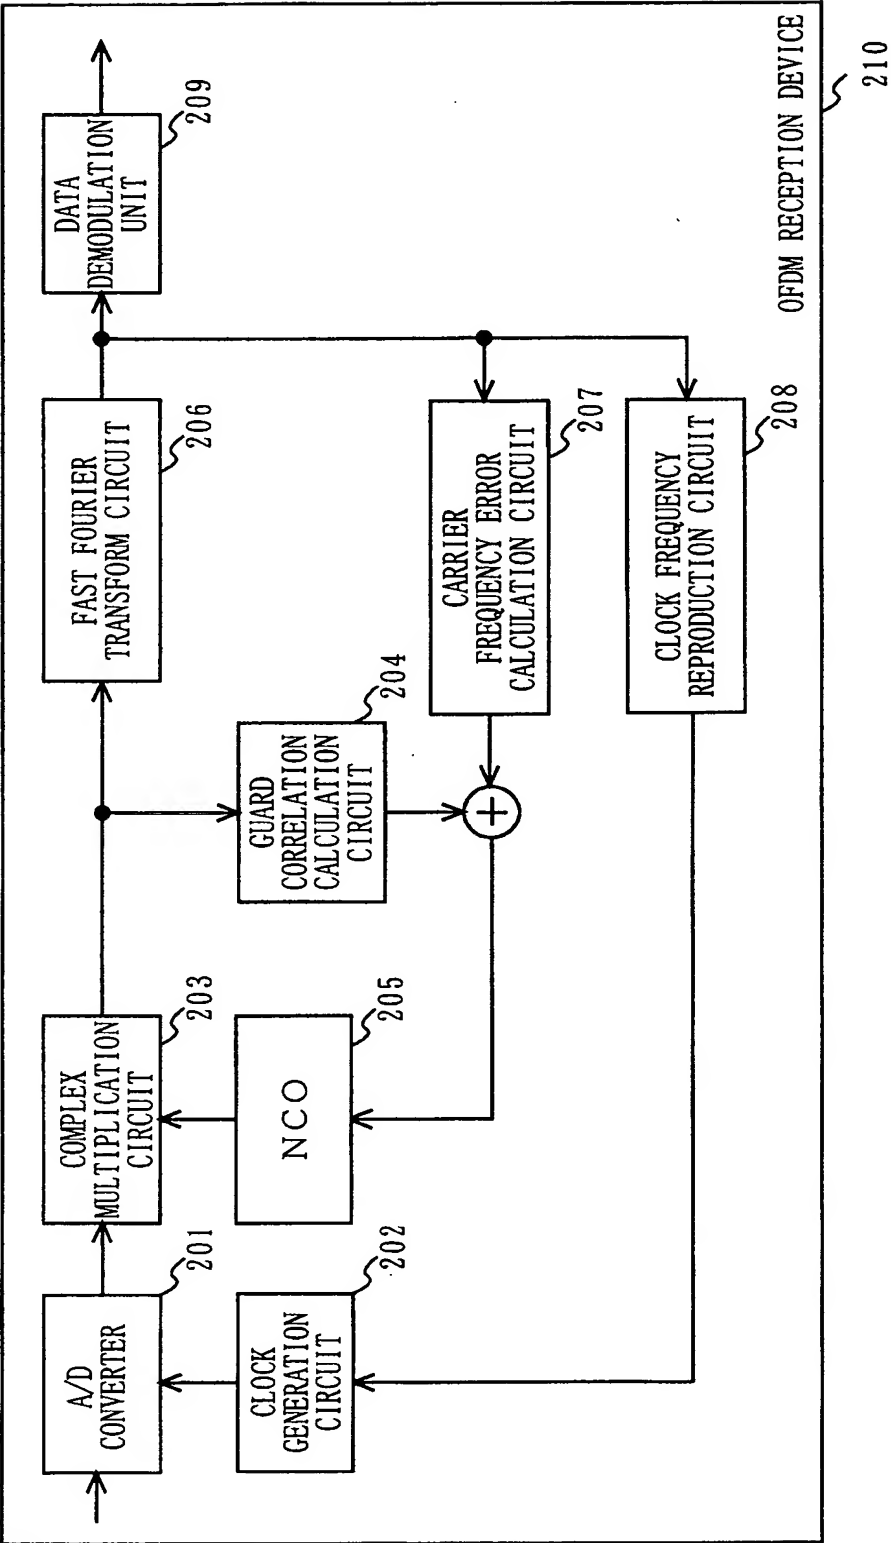 A/D
CONVERTER
201
COMPLEX
MULTIPLICATION
CIRCUIT
203
FAST FOURIER
TRANSFORM CIRCUIT
206
DATA
DEMODULATION
UNIT
209
CLOCK
GENERATION
CIRCUIT
202
NCO
205
GUARD
CORRELATION
CALCULATION
CIRCUIT
204
+
CARRIER
FREQUENCY ERROR
CALCULATION CIRCUIT
207
CLOCK FREQUENCY
REPRODUCTION CIRCUIT
208
OFDM RECEPTION DEVICE
210